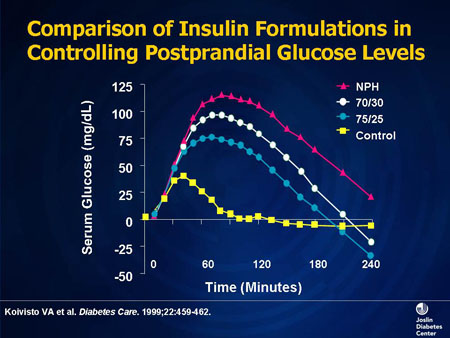 Comparison of Insulin Formulations in
Controlling Postprandial Glucose Levels
NPH
70/30
75/25
Control
Serum Glucose (mg/dL)
125
100
75
50
25
0
-25
-50
0 60 120 180 240
Time (Minutes)
Koivisto VA et al. Diabetes Care. 1999;22:459-462.
Joslin
Diabetes
Center